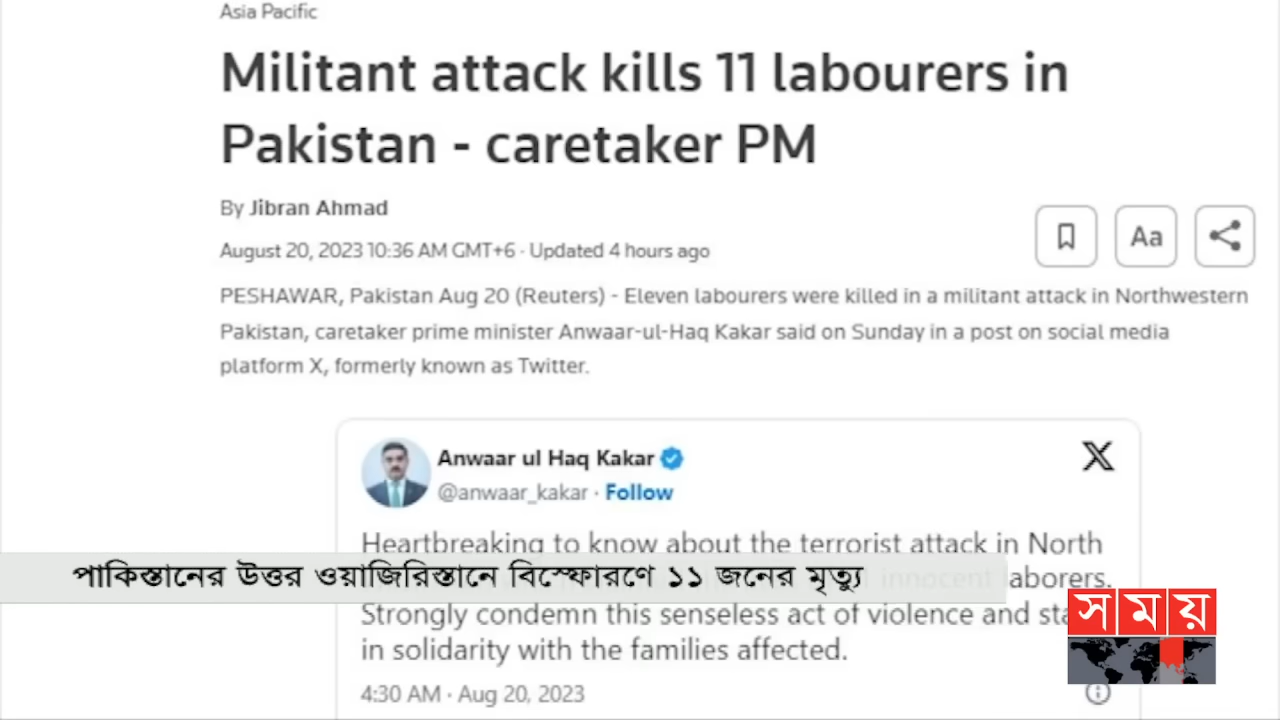 Asia Pacific
Militant attack kills 11 labourers in
Pakistan - caretaker PM
By Jibran Ahmad
August 20, 2023 10:36 AM GMT+6 · Updated 4 hours ago
Aa
PESHAWAR, Pakistan Aug 20 (Reuters) - Eleven labourers were killed in a militant attack in Northwestern
Pakistan, caretaker prime minister Anwaar-ul-Haq Kakar said on Sunday in a post on social media
platform X, formerly known as Twitter.
Anwaar ul Haq Kakar
@anwaar_kakar · Follow
X
Heartbreaking to know about the terrorist attack in North
innocent laborers.
পাকিস্তানের উত্তর ওয়াজিরিস্তানে বিস্ফোরণে ১১ জনের মৃত্যু
Strongly condemn this senseless act of violence and
in solidarity with the families affected.
4:30 AM · Aug 20, 2023
সময়